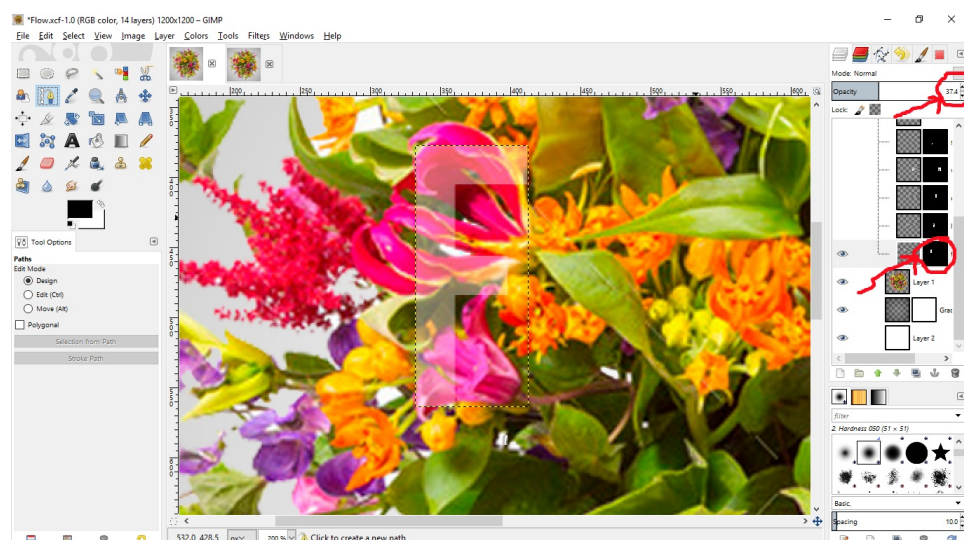 *Flow.xcf-1.0 (RGB color, 14 layers) 1200x1200 – GIMP
File Edit Select View Image Layer Colors Tools Filters Windows Help
Mode: Normal
Opacity 37.4
Lock:
200 250 300 350 400 450 500 550 600
Tool Options
Paths
Edit Mode
Design
Edit (Ctrl)
Move (Alt)
Polygonal
Selection from Path
Stroke Path
F
Layer 1
Grad
Layer 2
filter
2. Hardness 050 (51 × 51)
Basic,
Spacing 10.0
532.0, 428.5 px 200 % Click to create a new path